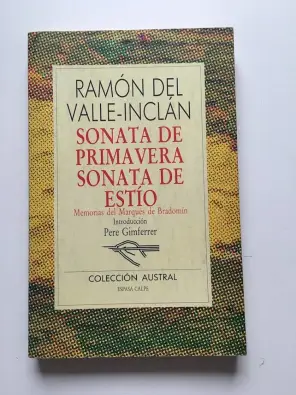 RAMÓN DEL
VALLE-INCLÁN
SONATA DE
PRIMAVERA
SONATA DE
ESTÍO
Memorias del Marqués de Bradomín
Introducción
Pere Gimferrer
COLECCIÓN AUSTRAL
ESPASA CALPE